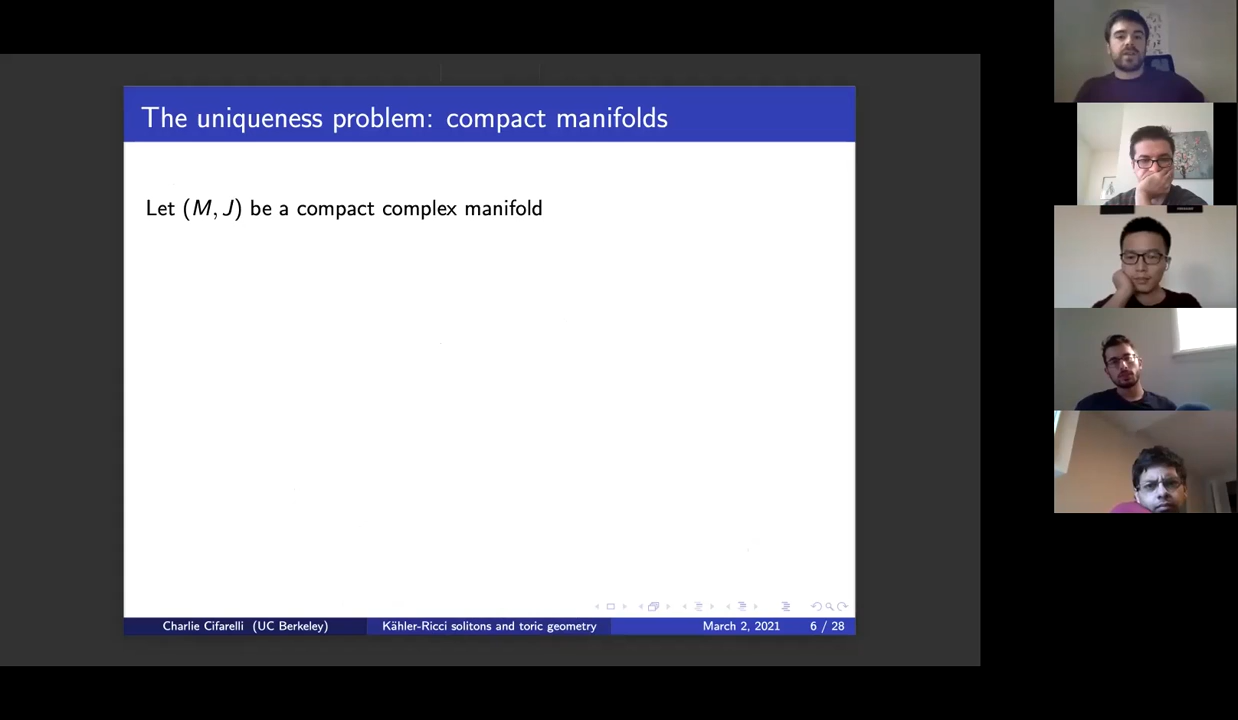 The uniqueness problem: compact manifolds
Let (M, J) be a compact complex manifold
Charlie Cifarelli (UC Berkeley) Kähler-Ricci solitons and toric geometry March 2, 2021 6 / 28